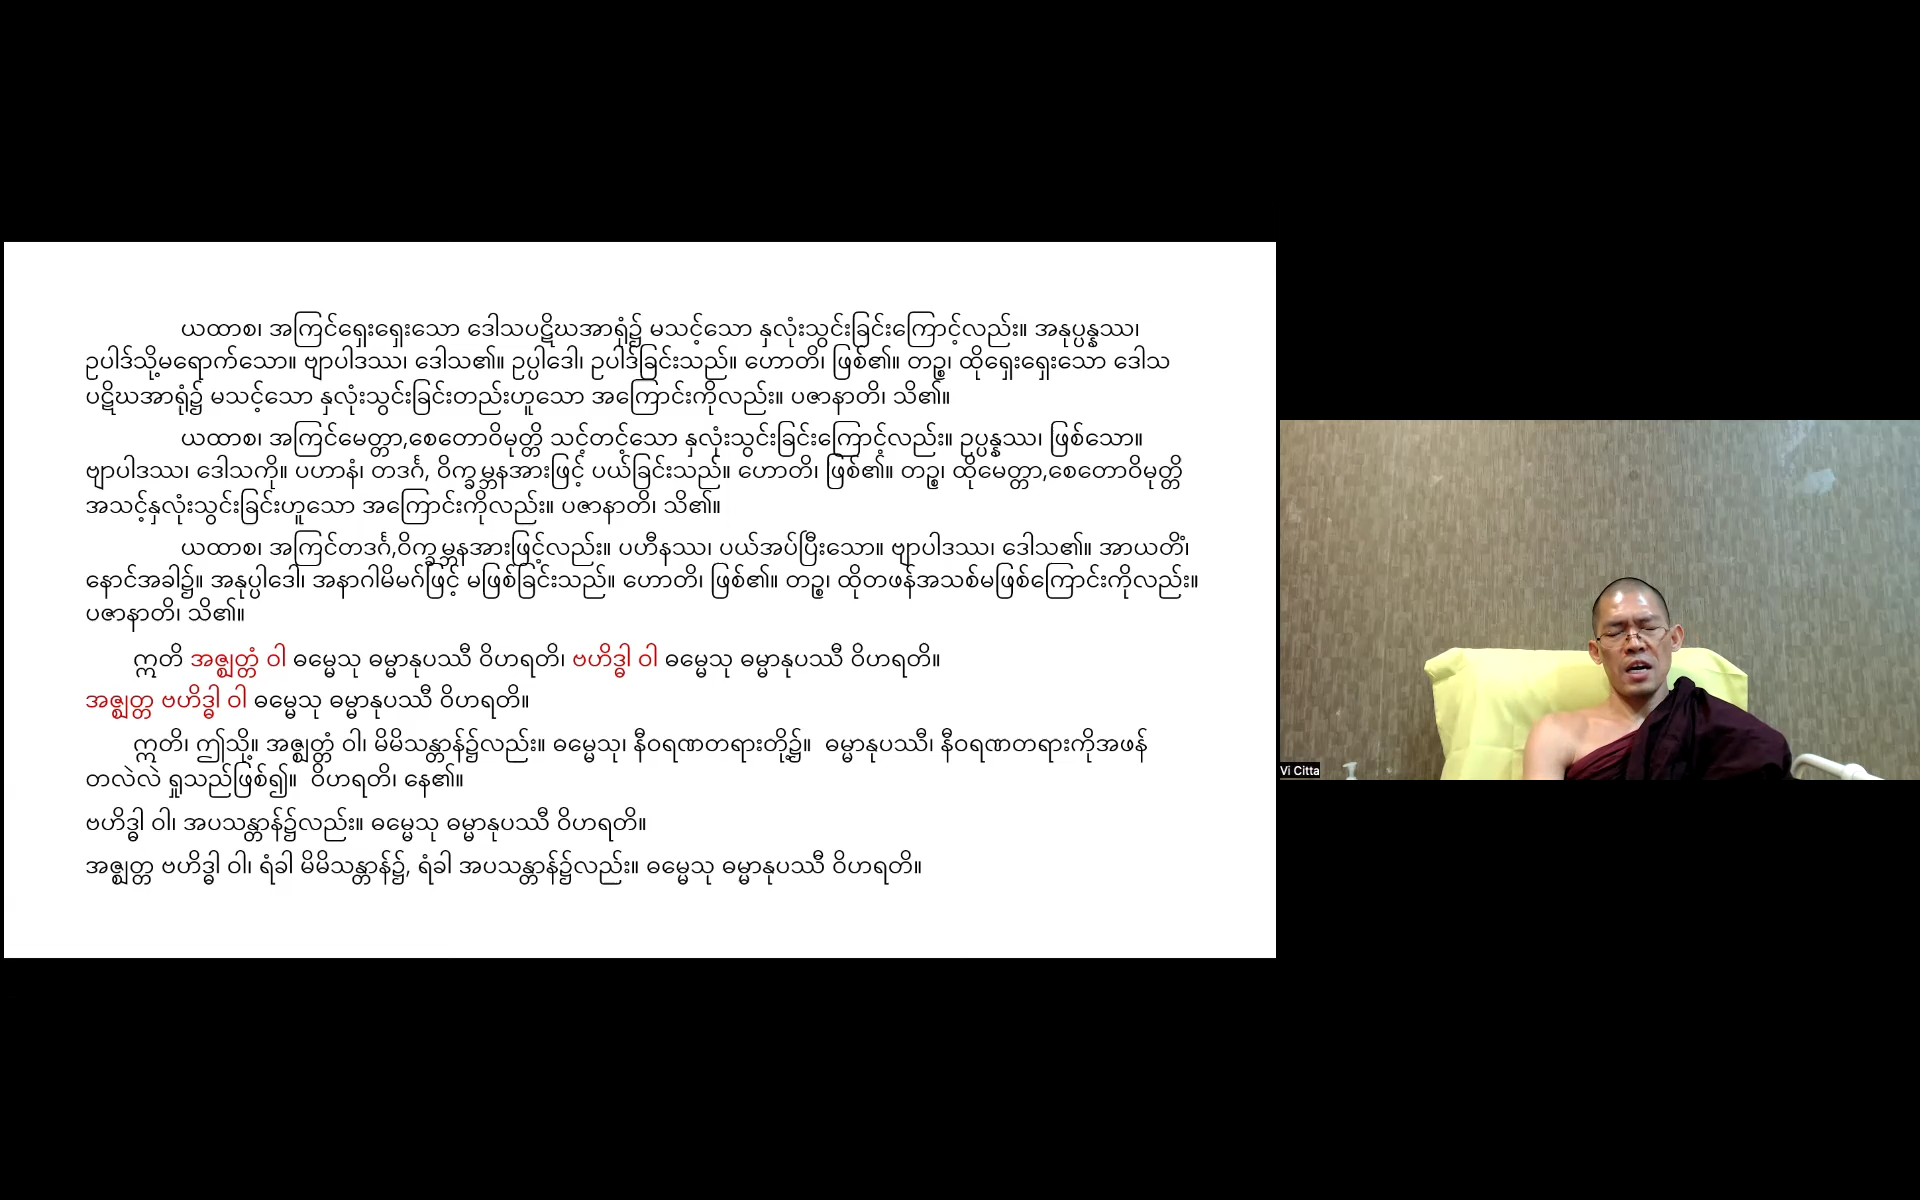 ယထာစ၊ အကြင်ရှေးရှေးသော ဒေါသပဋိဃအာရုံ၌ မသင့်သော နှလုံးသွင်းခြင်းကြောင့်လည်း။ အနုပ္ပန္နဿ၊
ဥပါဒ်သို့မရောက်သော။ ဗျာပါဒဿ၊ ဒေါသ၏။ ဥပ္ပါဒေါ၊ ဥပါဒ်ခြင်းသည်။ ဟောတိ၊ ဖြစ်၏။ တဉ္စ၊ ထိုရှေးရှေးသော ဒေါသ
ပဋိဃအာရုံ၌ မသင့်သော နှလုံးသွင်းခြင်းတည်းဟူသော အကြောင်းကိုလည်း။ ပဇာနာတိ၊ သိ၏။
ယထာစ၊ အကြင်မေတ္တာ,စေတောဝိမုတ္တိ သင့်တင့်သော နှလုံးသွင်းခြင်းကြောင့်လည်း။ ဥပ္ပန္နဿ၊ ဖြစ်သော။
ဗျာပါဒဿ၊ ဒေါသကို။ ပဟာနံ၊ တဒင်္ဂ, ဝိက္ခမ္ဘနအားဖြင့် ပယ်ခြင်းသည်။ ဟောတိ၊ ဖြစ်၏။ တဉ္စ၊ ထိုမေတ္တာ,စေတောဝိမုတ္တိ
အသင့်နှလုံးသွင်းခြင်းဟူသော အကြောင်းကိုလည်း။ ပဇာနာတိ၊ သိ၏။
ယထာစ၊ အကြင်တဒင်္ဂ,ဝိက္ခမ္ဘနအားဖြင့်လည်း။ ပဟီနဿ၊ ပယ်အပ်ပြီးသော။ ဗျာပါဒဿ၊ ဒေါသ၏။ အာယတိံ၊
နောင်အခါ၌။ အနုပ္ပါဒေါ၊ အနာဂါမိမဂ်ဖြင့် မဖြစ်ခြင်းသည်။ ဟောတိ၊ ဖြစ်၏။ တဉ္စ၊ ထိုတဖန်အသစ်မဖြစ်ကြောင်းကိုလည်း။
ပဇာနာတိ၊ သိ၏။
ဣတိ အဇ္ဈတ္တံ ဝါ ဓမ္မေသု ဓမ္မာနုပဿီ ဝိဟရတိ၊ ဗဟိဒ္ဓါ ဝါ ဓမ္မေသု ဓမ္မာနုပဿီ ဝိဟရတိ။
အဇ္ဈတ္တ ဗဟိဒ္ဓါ ဝါ ဓမ္မေသု ဓမ္မာနုပဿီ ဝိဟရတိ။
ဣတိ၊ ဤသို့။ အဇ္ဈတ္တံ ဝါ၊ မိမိသန္တာန်၌လည်း။ ဓမ္မေသု၊ နီဝရဏတရားတို့၌။ ဓမ္မာနုပဿီ၊ နီဝရဏတရားကိုအဖန်
တလဲလဲ ရှုသည်ဖြစ်၍။ ဝိဟရတိ၊ နေ၏။
ဗဟိဒ္ဓါ ဝါ၊ အပသန္တာန်၌လည်း။ ဓမ္မေသု ဓမ္မာနုပဿီ ဝိဟရတိ။
အဇ္ဈတ္တ ဗဟိဒ္ဓါ ဝါ၊ ရံခါ မိမိသန္တာန်၌, ရံခါ အပသန္တာန်၌လည်း။ ဓမ္မေသု ဓမ္မာနုပဿီ ဝိဟရတိ။
Vi Citta